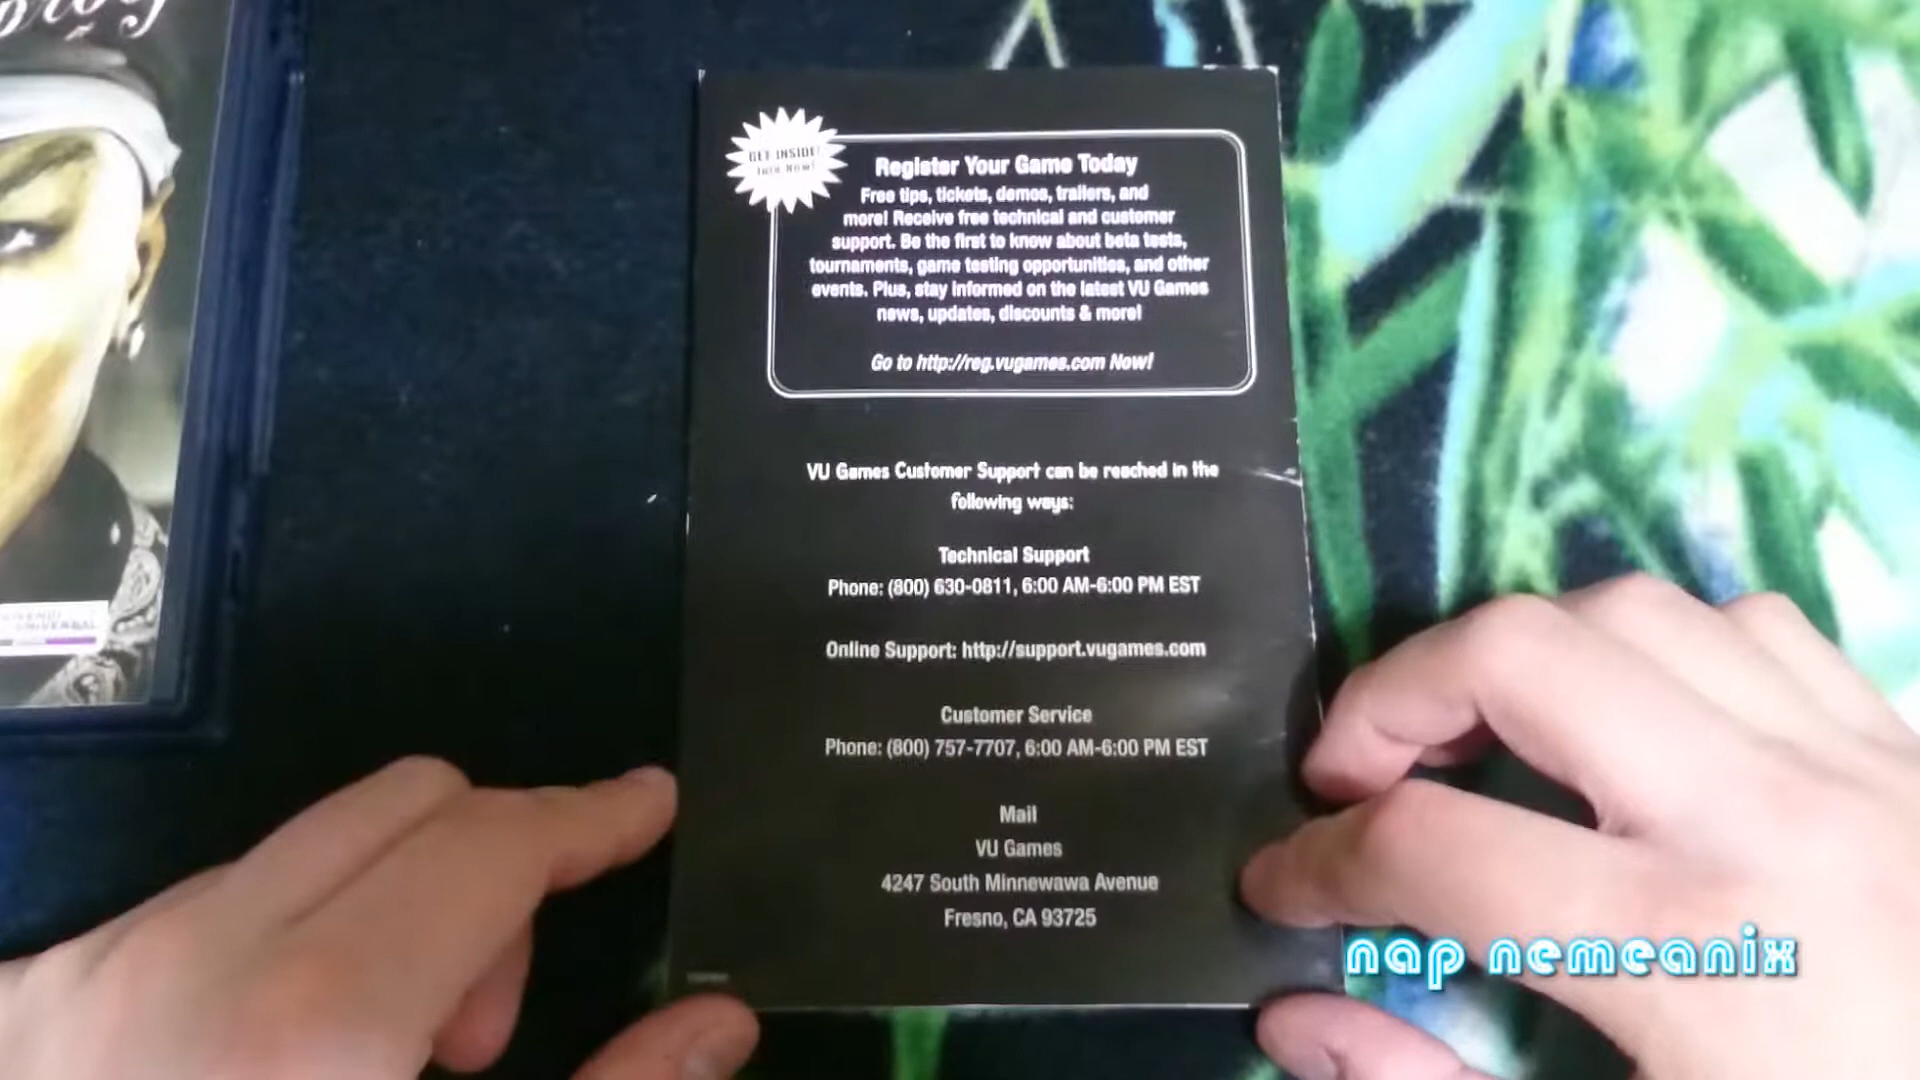 GET INSIDE!
Register Your Game Today
Free tips, tickets, demos, trailers, and
more! Receive free technical and customer
support. Be the first to know about beta tests,
tournaments, game testing opportunities, and other
events. Plus, stay informed on the latest VU Games
news, updates, discounts & more!
Go to http://reg.vugames.com Now!
VU Games Customer Support can be reached in the
following ways:
Technical Support
Phone: (800) 630-0811, 6:00 AM-6:00 PM EST
Online Support: http://support.vugames.com
Customer Service
Phone: (800) 757-7707, 6:00 AM-6:00 PM EST
Mail
VU Games
4247 South Minnewawa Avenue
Fresno, CA 93725
UNIVERSAL
nap nemeanix